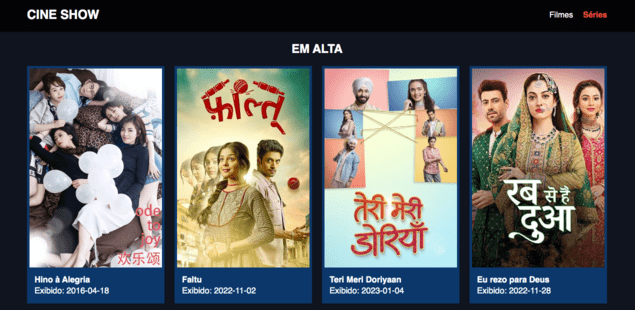 CINE SHOW
Filmes
Séries
EM ALTA
ode
to
joy
欢乐颂
फ़ालतू
तेरी मेरी
डोरियाँ
रब से है
दुआ
Hino à Alegria
Exibido: 2016-04-18
Faltu
Exibido: 2022-11-02
Teri Meri Doriyaan
Exibido: 2023-01-04
Eu rezo para Deus
Exibido: 2022-11-28